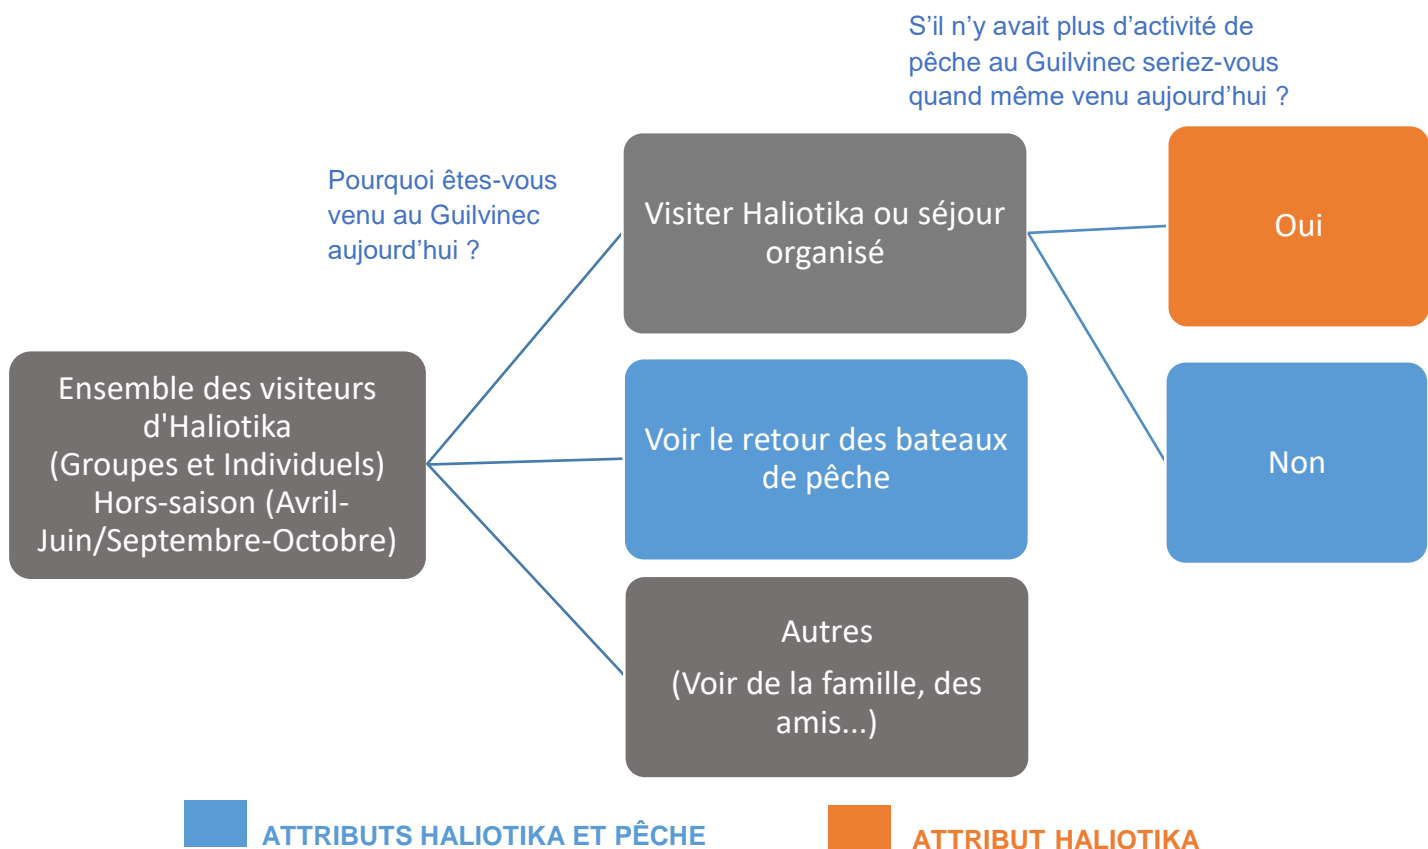 S’il n’y avait plus d’activité de
pêche au Guilvinec seriez-vous
quand même venu aujourd’hui ?
Pourquoi êtes-vous
venu au Guilvinec
aujourd’hui ?
Visiter Haliotika ou séjour
organisé
Oui
Ensemble des visiteurs
d'Haliotika
(Groupes et Individuels)
Hors-saison (Avril-
Juin/Septembre-Octobre)
Voir le retour des bateaux
de pêche
Non
Autres
(Voir de la famille, des
amis...)
ATTRIBUTS HALIOTIKA ET PÊCHE
ATTRIBUT HALIOTIKA